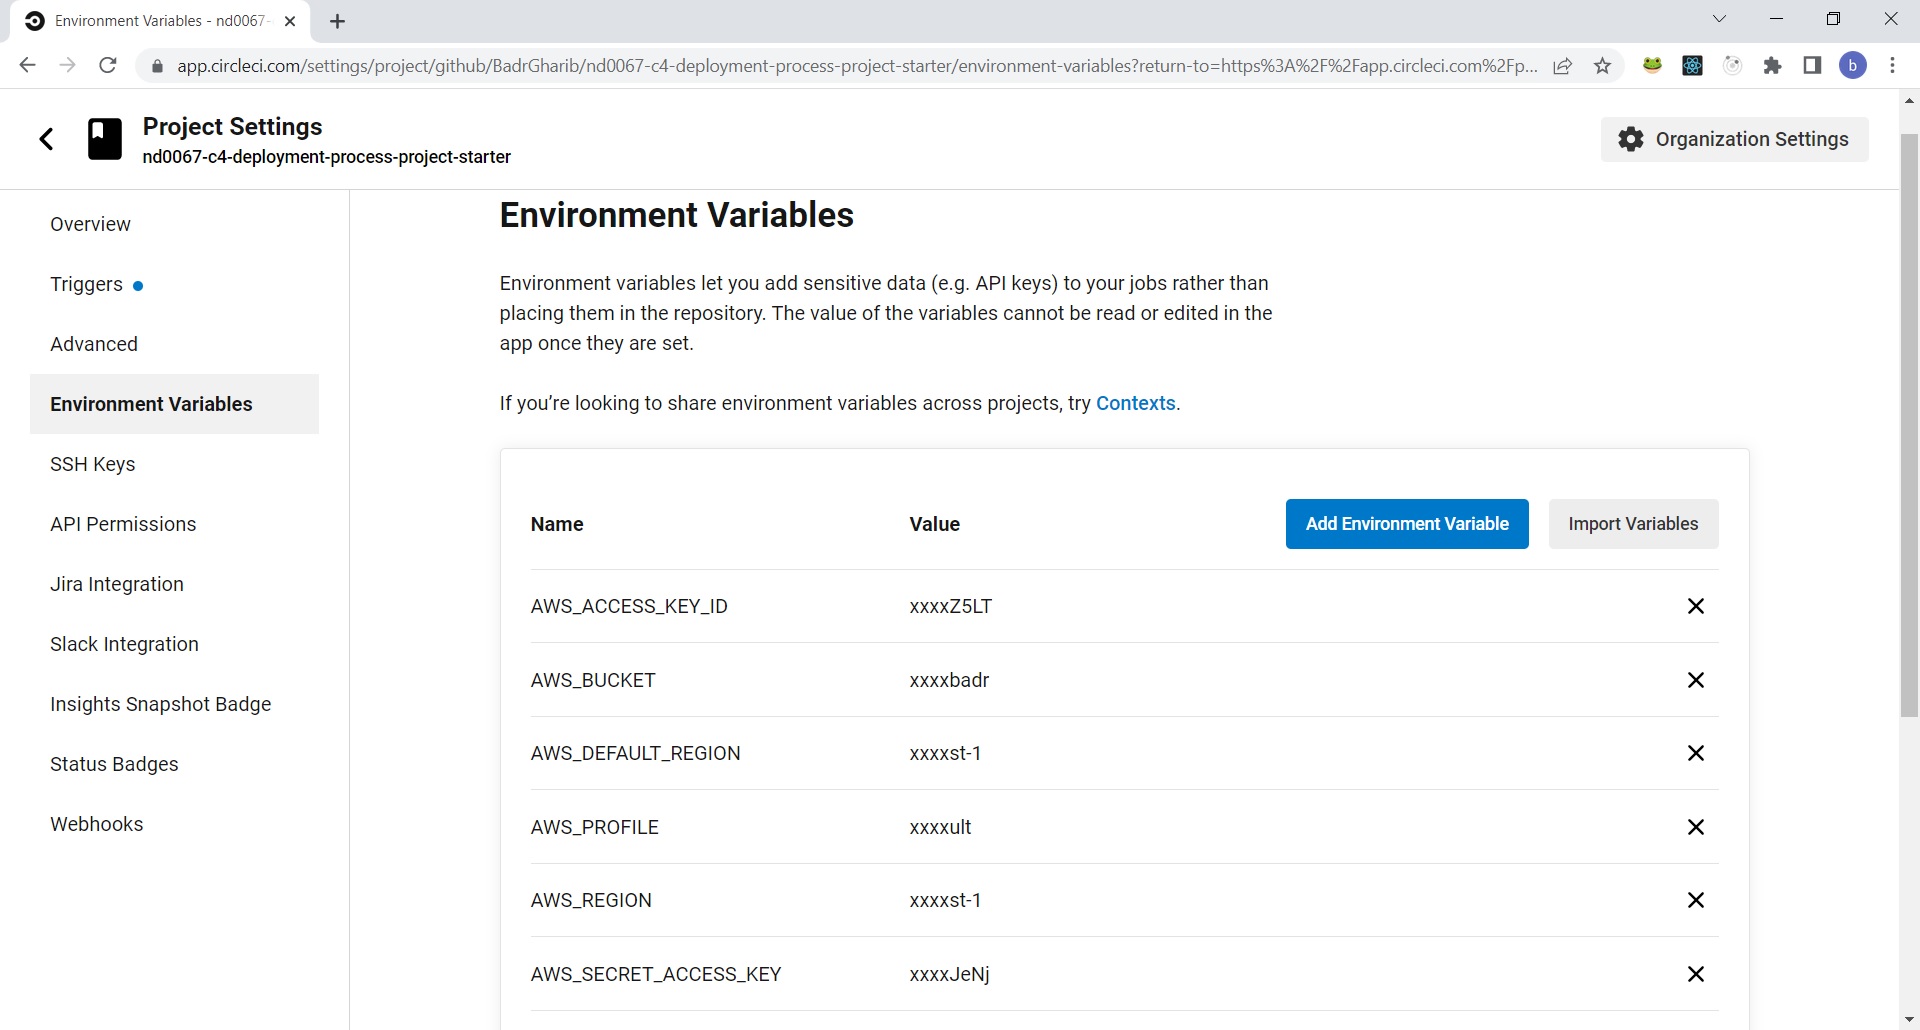 Environment Variables - nd0067-
app.circleci.com/settings/project/github/BadrGharib/nd0067-c4-deployment-process-project-starter/environment-variables?return-to=https%3A%2F%2Fapp.circleci.com%2Fp...
b
Project Settings
nd0067-c4-deployment-process-project-starter
Organization Settings
Overview
Triggers
Advanced
Environment Variables
SSH Keys
API Permissions
Jira Integration
Slack Integration
Insights Snapshot Badge
Status Badges
Webhooks
Environment Variables
Environment variables let you add sensitive data (e.g. API keys) to your jobs rather than
placing them in the repository. The value of the variables cannot be read or edited in the
app once they are set.
If you’re looking to share environment variables across projects, try Contexts.
Name Value Add Environment Variable Import Variables
AWS_ACCESS_KEY_ID xxxxZ5LT
AWS_BUCKET xxxxbadr
AWS_DEFAULT_REGION xxxxst-1
AWS_PROFILE xxxxult
AWS_REGION xxxxst-1
AWS_SECRET_ACCESS_KEY xxxxJeNj